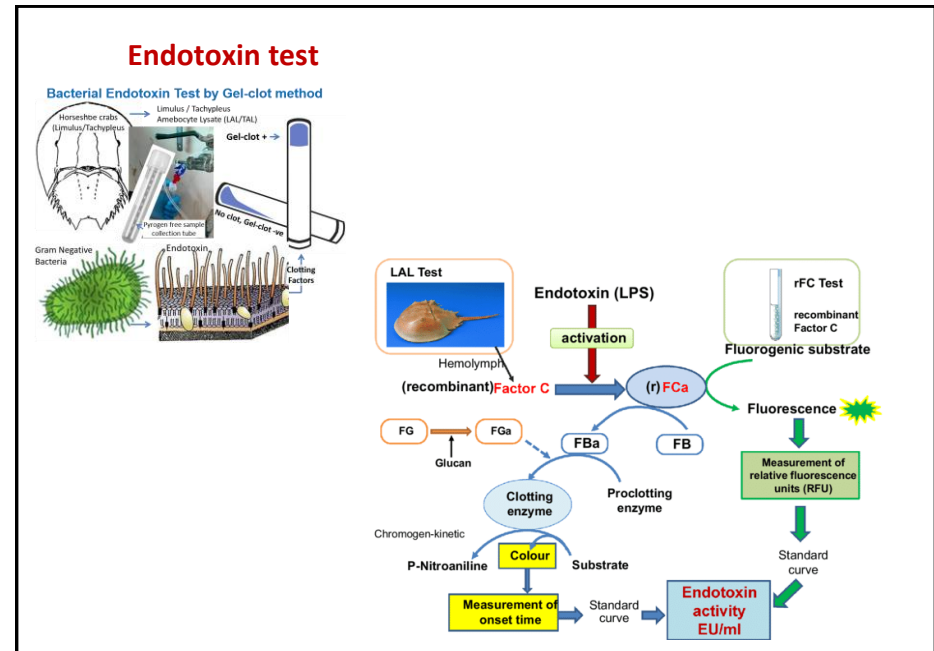 Endotoxin test
Bacterial Endotoxin Test by Gel-clot method
Horseshoe crabs
(Limulus/Tachypleus
Limulus / Tachypleus
Amebocyte Lysate (LAL/TAL)
Gel-clot +
No clot, Gel-clot -ve
Pyrogen free sample
collection tube
Gram Negative
Bacteria
Endotoxin
Clotting
Factors
LAL Test
Hemolymph
Endotoxin (LPS)
activation
rFC Test
recombinant
Factor C
Fluorogenic substrate
(recombinant)Factor C
(r) FCa
Fluorescence
FG
FGa
Glucan
FBa
FB
Measurement of
relative fluorescence
units (RFU)
Clotting
enzyme
Proclotting
enzyme
Chromogen-kinetic
P-Nitroaniline
Colour
Substrate
Standard
curve
Measurement of
onset time
Standard
curve
Endotoxin
activity
EU/ml